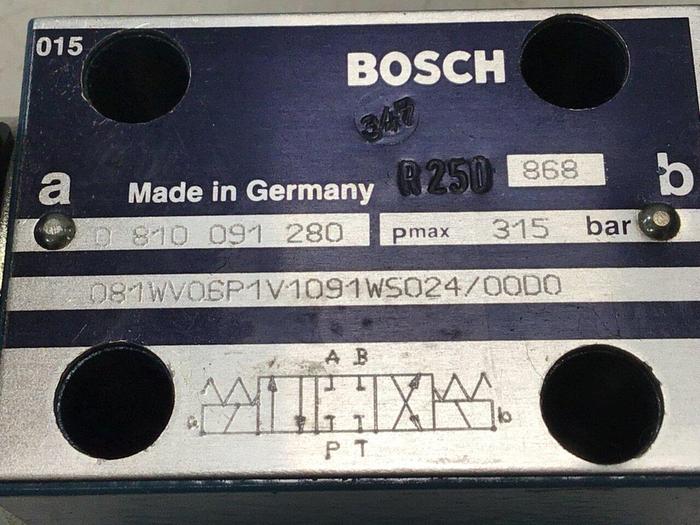 015
BOSCH
347
R250 868
a b
Made in Germany
0 810 091 280 pmax 315 bar
081WV06P1V1091WS024/00D0
A B
a b
P T